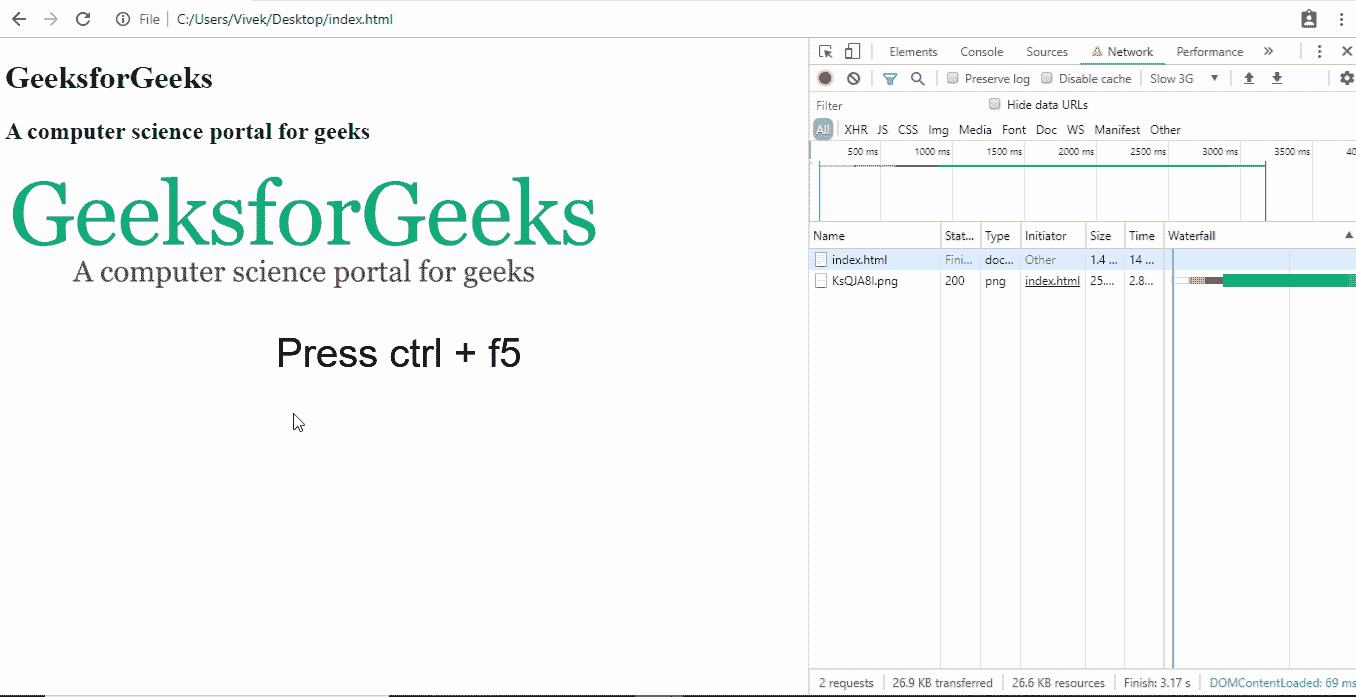 File C:/Users/Vivek/Desktop/index.html
GeeksforGeeks
A computer science portal for geeks
GeeksforGeeks
A computer science portal for geeks
Press ctrl + f5
Elements Console Sources Network Performance »
Preserve log Disable cache Slow 3G
Filter Hide data URLs
All XHR JS CSS Img Media Font Doc WS Manifest Other
500 ms 1000 ms 1500 ms 2000 ms 2500 ms 3000 ms 3500 ms 40
Name Stat... Type Initiator Size Time Waterfall
index.html Fini... doc... Other 1.4 ... 14 ...
KsQJA8I.png 200 png index.html 25.... 2.8...
2 requests 26.9 KB transferred 26.6 KB resources Finish: 3.17 s DOMContentLoaded: 69 ms